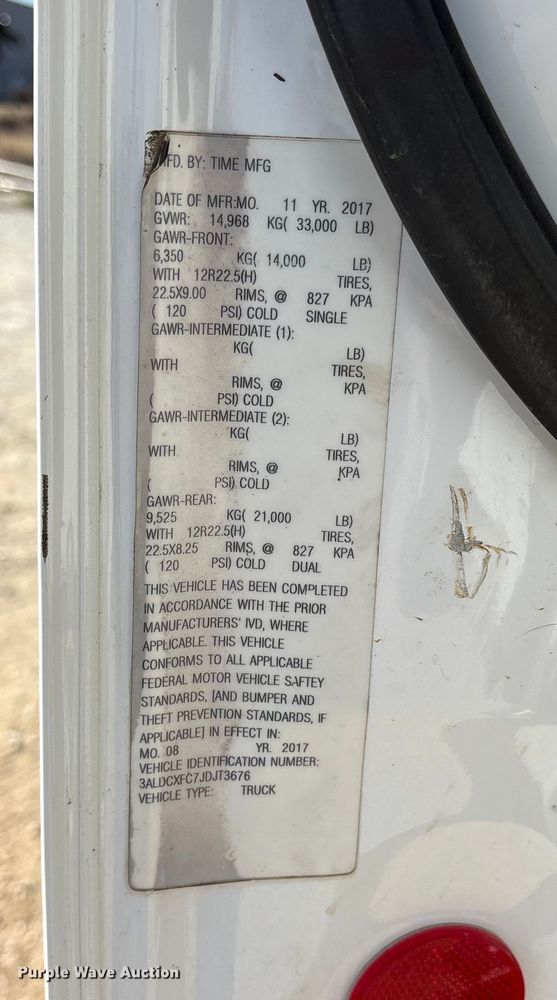 MFD. BY: TIME MFG
DATE OF MFR:MO. 11 YR. 2017
GVWR: 14,968 KG( 33,000 LB)
GAWR-FRONT:
6,350 KG( 14,000 LB)
WITH 12R22.5(H) TIRES,
22.5X9.00 RIMS, @ 827 KPA
( 120 PSI) COLD SINGLE
GAWR-INTERMEDIATE (1):
KG( LB)
WITH TIRES,
RIMS, @ KPA
( PSI) COLD
GAWR-INTERMEDIATE (2):
KG( LB)
WITH TIRES,
RIMS, @ KPA
( PSI) COLD
GAWR-REAR:
9,525 KG( 21,000 LB)
WITH 12R22.5(H) TIRES,
22.5X8.25 RIMS, @ 827 KPA
( 120 PSI) COLD DUAL
THIS VEHICLE HAS BEEN COMPLETED
IN ACCORDANCE WITH THE PRIOR
MANUFACTURERS' IVD, WHERE
APPLICABLE. THIS VEHICLE
CONFORMS TO ALL APPLICABLE
FEDERAL MOTOR VEHICLE SAFTEY
STANDARDS, [AND BUMPER AND
THEFT PREVENTION STANDARDS, IF
APPLICABLE] IN EFFECT IN:
MO. 08 YR. 2017
VEHICLE IDENTIFICATION NUMBER:
3ALDCXFC7JDJT3676
VEHICLE TYPE: TRUCK
Purple Wave Auction